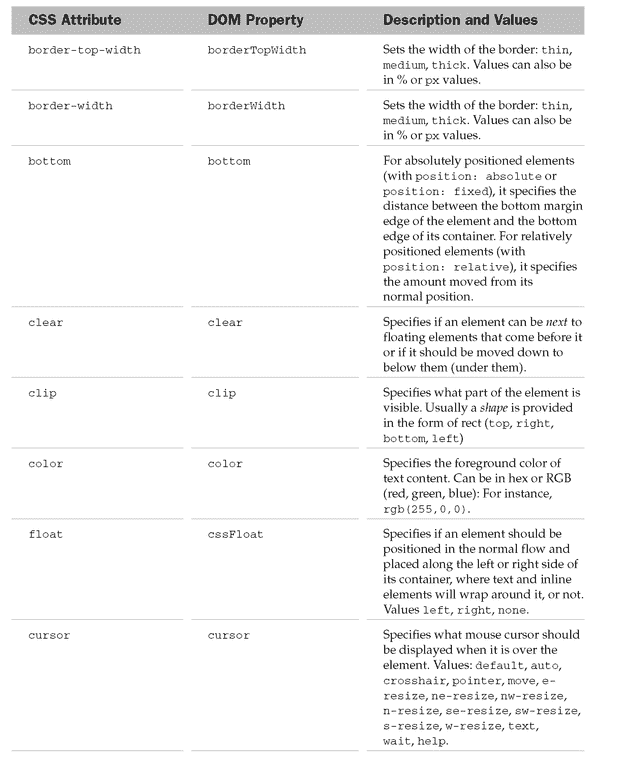 CSS Attribute DOM Property Description and Values
border-top-width borderTopWidth Sets the width of the border: thin,
medium, thick. Values can also be
in % or px values.
border-width borderWidth Sets the width of the border: thin,
medium, thick. Values can also be
in % or px values.
bottom bottom For absolutely positioned elements
(with position: absolute or
position: fixed), it specifies the
distance between the bottom margin
edge of the element and the bottom
edge of its container. For relatively
positioned elements (with
position: relative), it specifies
the amount moved from its
normal position.
clear clear Specifies if an element can be next to
floating elements that come before it
or if it should be moved down to
below them (under them).
clip clip Specifies what part of the element is
visible. Usually a shape is provided
in the form of rect (top, right,
bottom, left)
color color Specifies the foreground color of
text content. Can be in hex or RGB
(red, green, blue): For instance,
rgb(255,0,0).
float cssFloat Specifies if an element should be
positioned in the normal flow and
placed along the left or right side of
its container, where text and inline
elements will wrap around it, or not.
Values left, right, none.
cursor cursor Specifies what mouse cursor should
be displayed when it is over the
element. Values: default, auto,
crosshair, pointer, move, e-
resize, ne-resize, nw-resize,
n-resize, se-resize, sw-resize,
s-resize, w-resize, text,
wait, help.